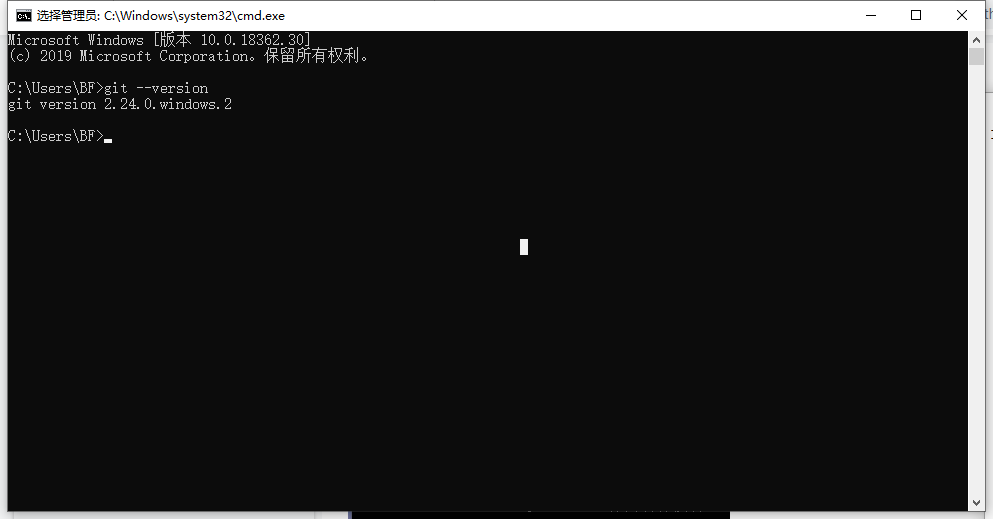 选择管理员: C:\Windows\system32\cmd.exe
Microsoft Windows [版本 10.0.18362.30]
(c) 2019 Microsoft Corporation。保留所有权利。
C:\Users\BF>git --version
git version 2.24.0.windows.2
C:\Users\BF>